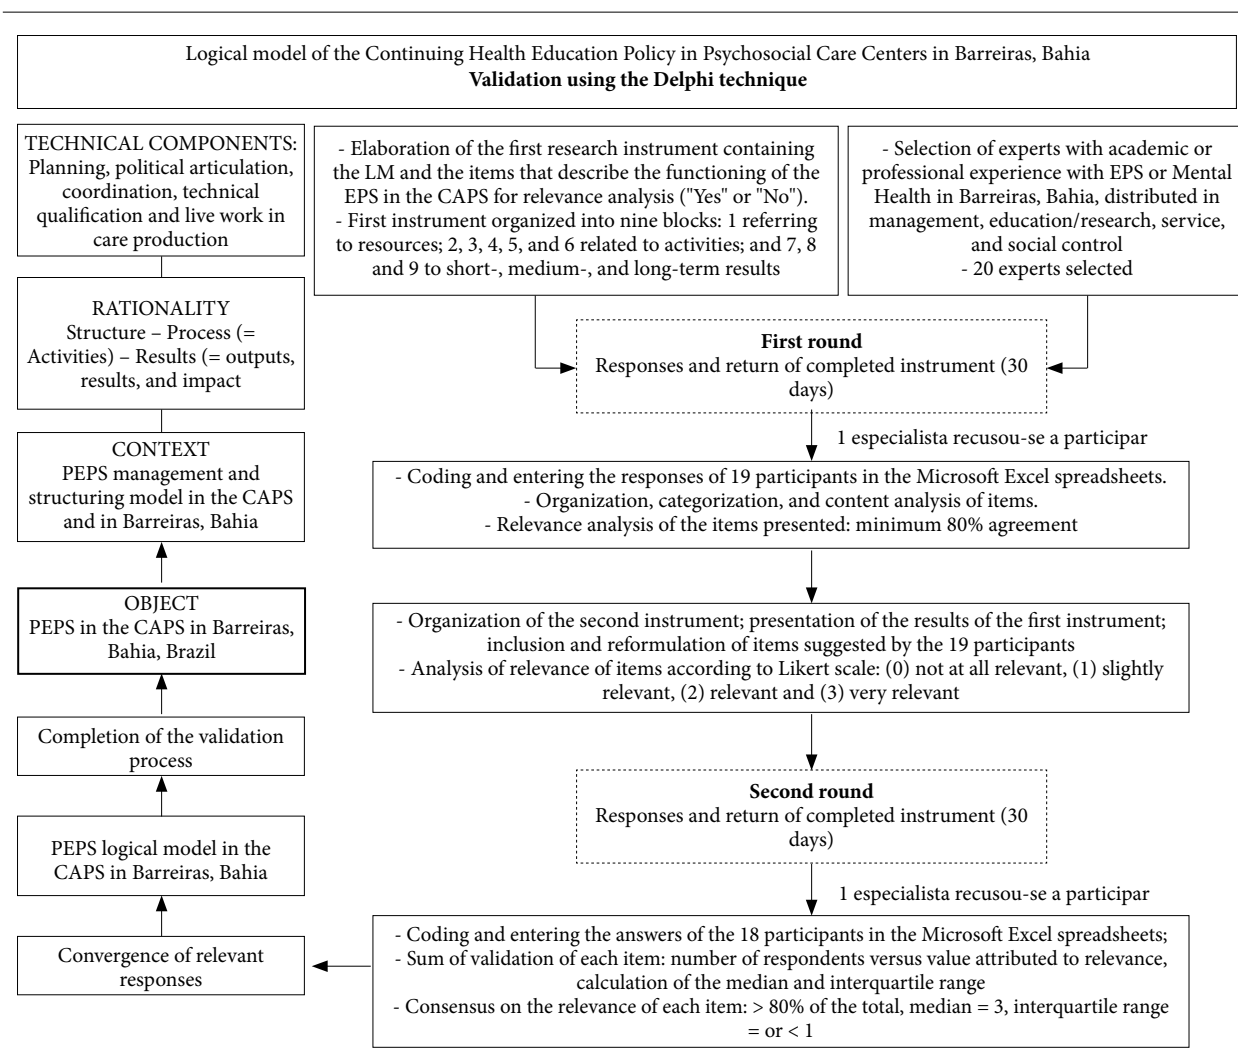 Logical model of the Continuing Health Education Policy in Psychosocial Care Centers in Barreiras, Bahia
Validation using the Delphi technique
TECHNICAL COMPONENTS:
Planning, political articulation,
coordination, technical
qualification and live work in
care production
RATIONALITY
Structure – Process (=
Activities) – Results (= outputs,
results, and impact
CONTEXT
PEPS management and
structuring model in the CAPS
and in Barreiras, Bahia
OBJECT
PEPS in the CAPS in Barreiras,
Bahia, Brazil
Completion of the validation
process
PEPS logical model in the
CAPS in Barreiras, Bahia
Convergence of relevant
responses
- Elaboration of the first research instrument containing
the LM and the items that describe the functioning of the
EPS in the CAPS for relevance analysis ("Yes" or "No").
- First instrument organized into nine blocks: 1 referring
to resources; 2, 3, 4, 5, and 6 related to activities; and 7, 8
and 9 to short-, medium-, and long-term results
- Selection of experts with academic or
professional experience with EPS or Mental
Health in Barreiras, Bahia, distributed in
management, education/research, service,
and social control
- 20 experts selected
First round
Responses and return of completed instrument (30
days)
1 especialista recusou-se a participar
- Coding and entering the responses of 19 participants in the Microsoft Excel spreadsheets.
- Organization, categorization, and content analysis of items.
- Relevance analysis of the items presented: minimum 80% agreement
- Organization of the second instrument; presentation of the results of the first instrument;
inclusion and reformulation of items suggested by the 19 participants
- Analysis of relevance of items according to Likert scale: (0) not at all relevant, (1) slightly
relevant, (2) relevant and (3) very relevant
Second round
Responses and return of completed instrument (30
days)
1 especialista recusou-se a participar
- Coding and entering the answers of the 18 participants in the Microsoft Excel spreadsheets;
- Sum of validation of each item: number of respondents versus value attributed to relevance,
calculation of the median and interquartile range
- Consensus on the relevance of each item: > 80% of the total, median = 3, interquartile range
= or < 1